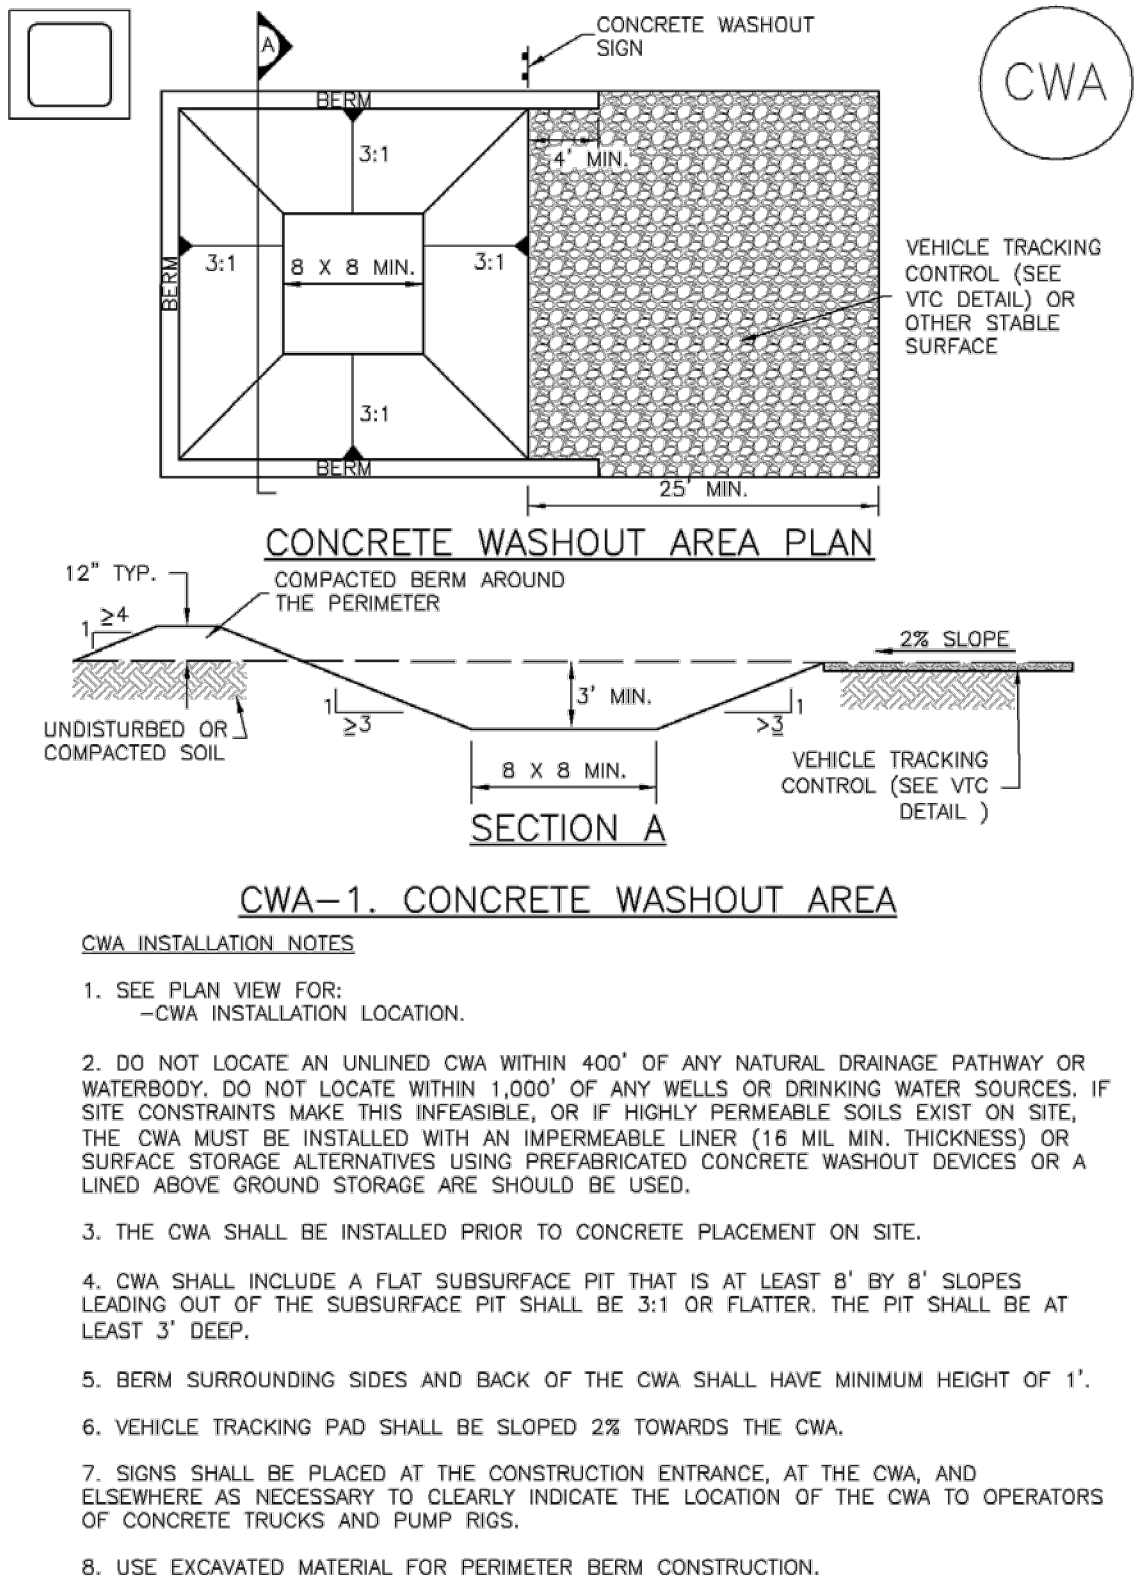 CONCRETE WASHOUT
SIGN
A
CWA
BERM
3:1
4' MIN.
BERM
3:1
8 X 8 MIN.
3:1
VEHICLE TRACKING
CONTROL (SEE
VTC DETAIL) OR
OTHER STABLE
SURFACE
3:1
BERM
25' MIN.
CONCRETE WASHOUT AREA PLAN
12" TYP.
COMPACTED BERM AROUND
THE PERIMETER
1
≥4
2% SLOPE
3' MIN.
1
≥3
1
>3
UNDISTURBED OR
COMPACTED SOIL
8 X 8 MIN.
VEHICLE TRACKING
CONTROL (SEE VTC
DETAIL )
SECTION A
CWA-1. CONCRETE WASHOUT AREA
CWA INSTALLATION NOTES
1. SEE PLAN VIEW FOR:
-CWA INSTALLATION LOCATION.
2. DO NOT LOCATE AN UNLINED CWA WITHIN 400' OF ANY NATURAL DRAINAGE PATHWAY OR
WATERBODY. DO NOT LOCATE WITHIN 1,000' OF ANY WELLS OR DRINKING WATER SOURCES. IF
SITE CONSTRAINTS MAKE THIS INFEASIBLE, OR IF HIGHLY PERMEABLE SOILS EXIST ON SITE,
THE CWA MUST BE INSTALLED WITH AN IMPERMEABLE LINER (16 MIL MIN. THICKNESS) OR
SURFACE STORAGE ALTERNATIVES USING PREFABRICATED CONCRETE WASHOUT DEVICES OR A
LINED ABOVE GROUND STORAGE ARE SHOULD BE USED.
3. THE CWA SHALL BE INSTALLED PRIOR TO CONCRETE PLACEMENT ON SITE.
4. CWA SHALL INCLUDE A FLAT SUBSURFACE PIT THAT IS AT LEAST 8' BY 8' SLOPES
LEADING OUT OF THE SUBSURFACE PIT SHALL BE 3:1 OR FLATTER. THE PIT SHALL BE AT
LEAST 3' DEEP.
5. BERM SURROUNDING SIDES AND BACK OF THE CWA SHALL HAVE MINIMUM HEIGHT OF 1'.
6. VEHICLE TRACKING PAD SHALL BE SLOPED 2% TOWARDS THE CWA.
7. SIGNS SHALL BE PLACED AT THE CONSTRUCTION ENTRANCE, AT THE CWA, AND
ELSEWHERE AS NECESSARY TO CLEARLY INDICATE THE LOCATION OF THE CWA TO OPERATORS
OF CONCRETE TRUCKS AND PUMP RIGS.
8. USE EXCAVATED MATERIAL FOR PERIMETER BERM CONSTRUCTION.